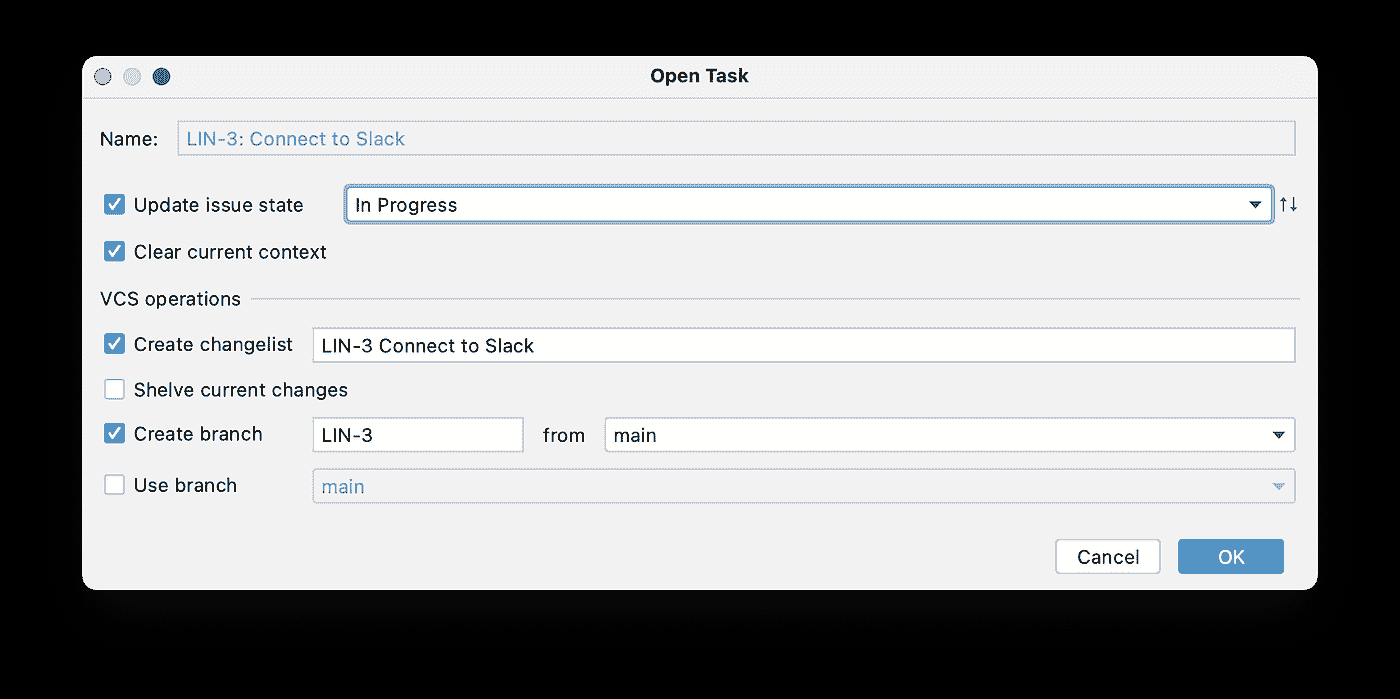 Open Task
Name: LIN-3: Connect to Slack
Update issue state In Progress
Clear current context
VCS operations
Create changelist LIN-3 Connect to Slack
Shelve current changes
Create branch LIN-3 from main
Use branch main
Cancel OK